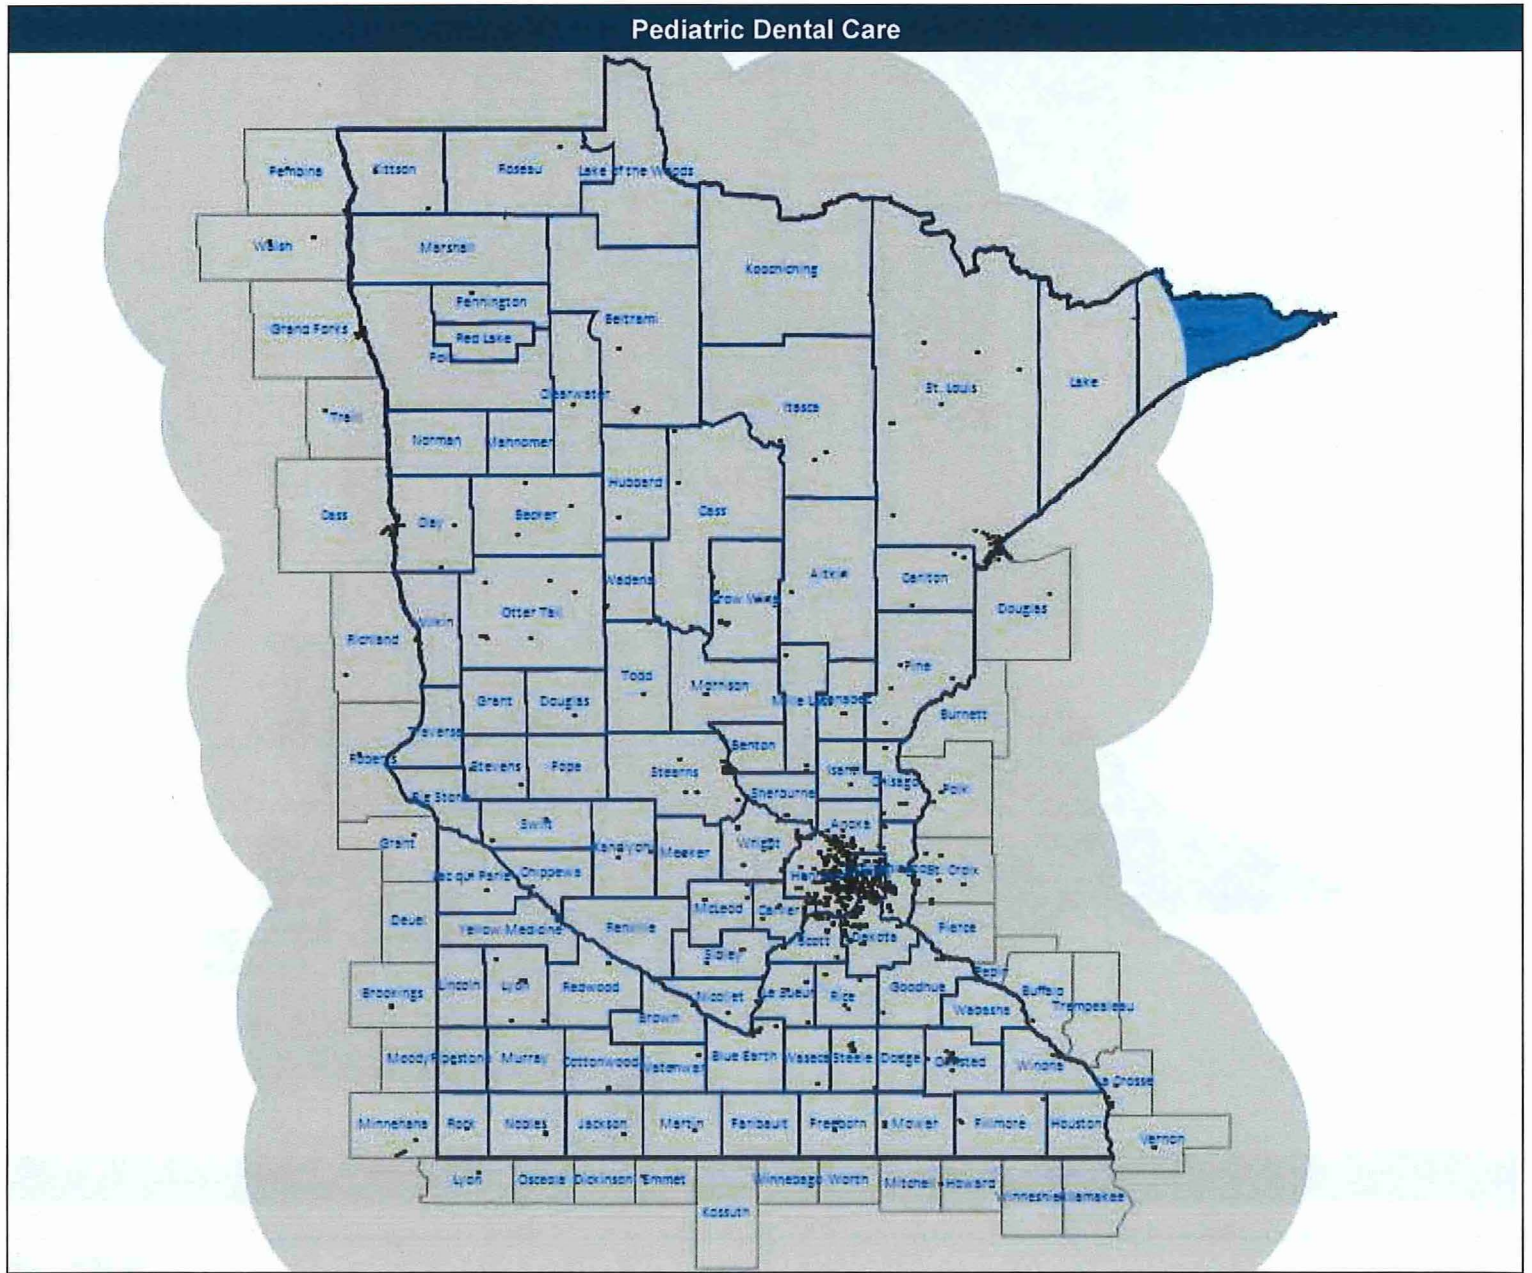 Pediatric Dental Care
Pembina
Kittson
Roseau
Lake of the Woods
Walsh
Marshall
Koochiching
Pennington
Grand Forks
Red Lake
Beltrami
Clearwater
St. Louis
Lake
Itasca
Traill
Norman
Mahnomen
Hubbard
Cass
Clay
Becker
Cass
Wadena
Crow Wing
Aitkin
Carlton
Douglas
Otter Tail
Wilkin
Richland
Pine
Todd
Morrison
Grant
Douglas
Mille
Burnett
Traverse
Benton
Roberts
Stevens
Pope
Stearns
Isanti
Chisago
Polk
Big Stone
Sherburne
Swift
Anoka
Grant
Kandiyohi
Meeker
Wright
Chippewa
St. Croix
McLeod
Carver
Deuel
Yellow Medicine
Renville
Scott
Dakota
Pierce
Sibley
Pepin
Brookings
Lincoln
Lyon
Redwood
Nicollet
Le Sueur
Rice
Goodhue
Wabasha
Buffalo
Trempealeau
Brown
Moody
Pipestone
Murray
Cottonwood
Watonwan
Blue Earth
Waseca
Steele
Dodge
Olmsted
Winona
La Crosse
Minnehaha
Rock
Nobles
Jackson
Martin
Faribault
Freeborn
Mower
Fillmore
Houston
Vernon
Lyon
Osceola
Dickinson
Emmet
Kossuth
Winnebago
Worth
Mitchell
Howard
Winneshiek
Allamakee